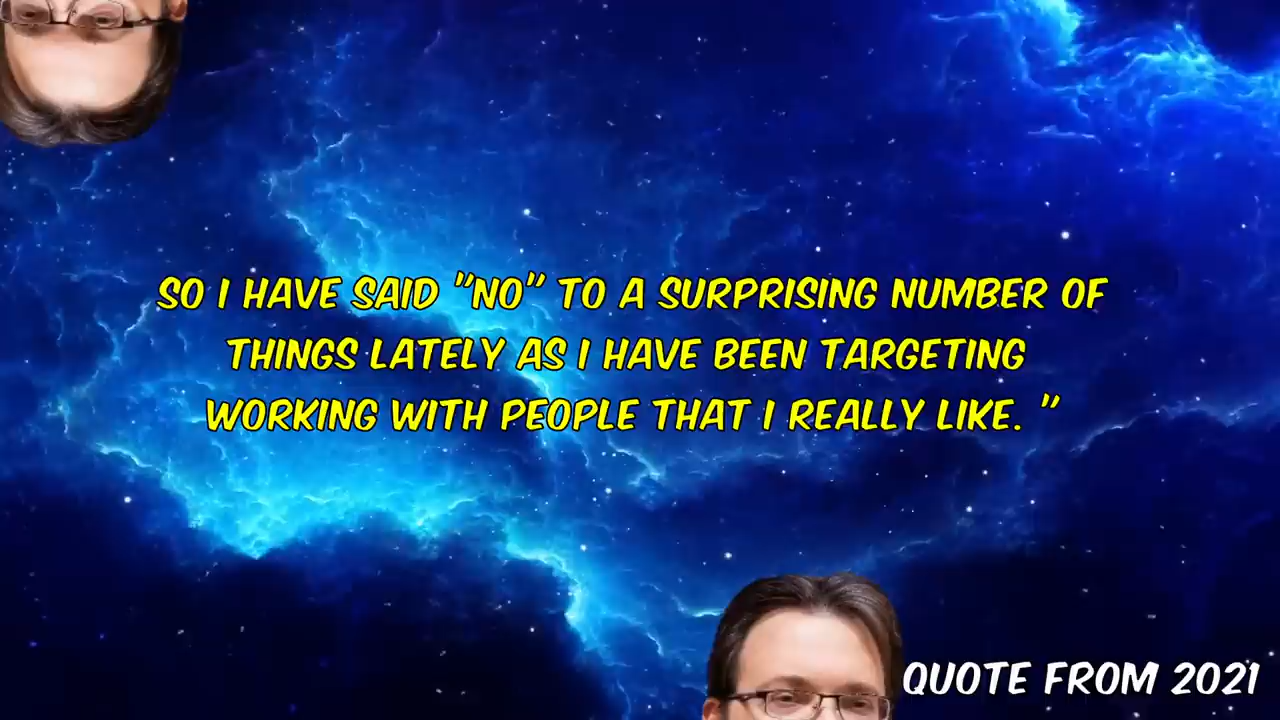 SO I HAVE SAID "NO" TO A SURPRISING NUMBER OF
THINGS LATELY AS I HAVE BEEN TARGETING
WORKING WITH PEOPLE THAT I REALLY LIKE. "
QUOTE FROM 2021